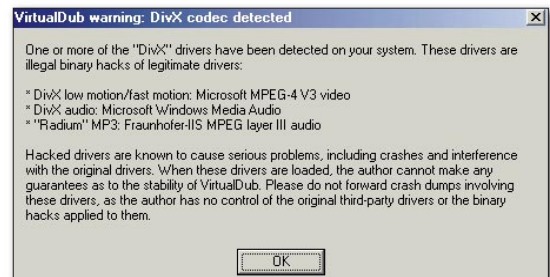 VirtualDub warning: DivX codec detected
One or more of the "DivX" drivers have been detected on your system. These drivers are
illegal binary hacks of legitimate drivers:
* DivX low motion/fast motion: Microsoft MPEG-4 V3 video
* DivX audio: Microsoft Windows Media Audio
* "Radium" MP3: Fraunhofer-IIS MPEG layer III audio
Hacked drivers are known to cause serious problems, including crashes and interference
with the original drivers. When these drivers are loaded, the author cannot make any
guarantees as to the stability of VirtualDub. Please do not forward crash dumps involving
these drivers, as the author has no control of the original third-party drivers or the binary
hacks applied to them.
OK